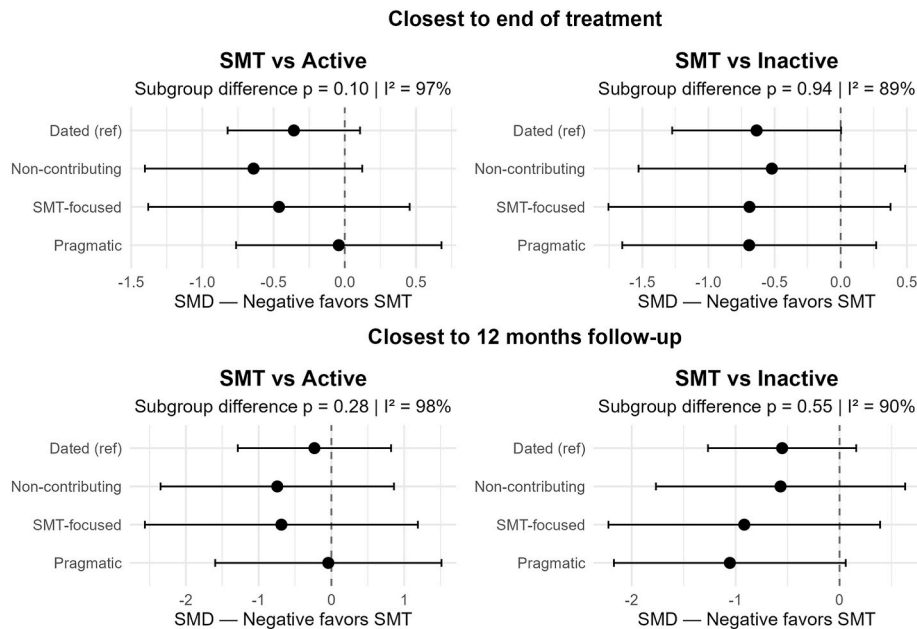 Closest to end of treatment
SMT vs Active
Subgroup difference p = 0.10 | I² = 97%
Dated (ref)
Non-contributing
SMT-focused
Pragmatic
-1.5 -1.0 -0.5 0.0
SMD — Negative favors SMT
SMT vs Inactive
Subgroup difference p = 0.94 | I² = 89%
Dated (ref)
Non-contributing
SMT-focused
Pragmatic
-1.5 -1.0 -0.5 0.0 0.5
SMD — Negative favors SMT
Closest to 12 months follow-up
SMT vs Active
Subgroup difference p = 0.28 | I² = 98%
Dated (ref)
Non-contributing
SMT-focused
Pragmatic
-2 -1 0 1
SMD — Negative favors SMT
SMT vs Inactive
Subgroup difference p = 0.55 | I² = 90%
Dated (ref)
Non-contributing
SMT-focused
Pragmatic
-2 -1 0
SMD — Negative favors SMT